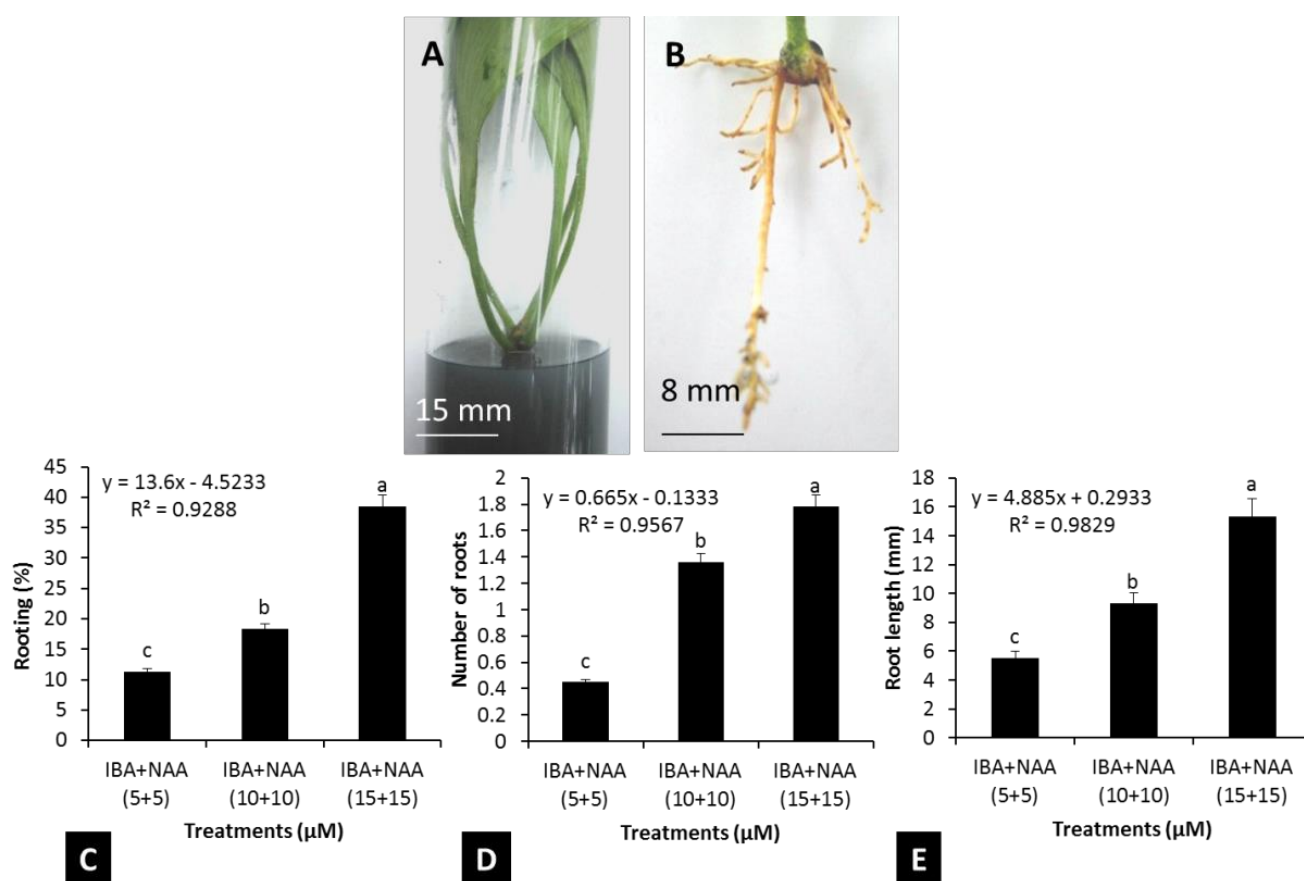 A
15 mm
B
8 mm
y = 13.6x - 4.5233
R² = 0.9288
Rooting (%)
45
40
35
30
25
20
15
10
5
0
c
b
a
IBA+NAA
(5+5)
IBA+NAA
(10+10)
IBA+NAA
(15+15)
Treatments (µM)
C
y = 0.665x - 0.1333
R² = 0.9567
Number of roots
2
1.8
1.6
1.4
1.2
1
0.8
0.6
0.4
0.2
0
c
b
a
IBA+NAA
(5+5)
IBA+NAA
(10+10)
IBA+NAA
(15+15)
Treatments (µM)
D
y = 4.885x + 0.2933
R² = 0.9829
Root length (mm)
18
16
14
12
10
8
6
4
2
0
c
b
a
IBA+NAA
(5+5)
IBA+NAA
(10+10)
IBA+NAA
(15+15)
Treatments (µM)
E